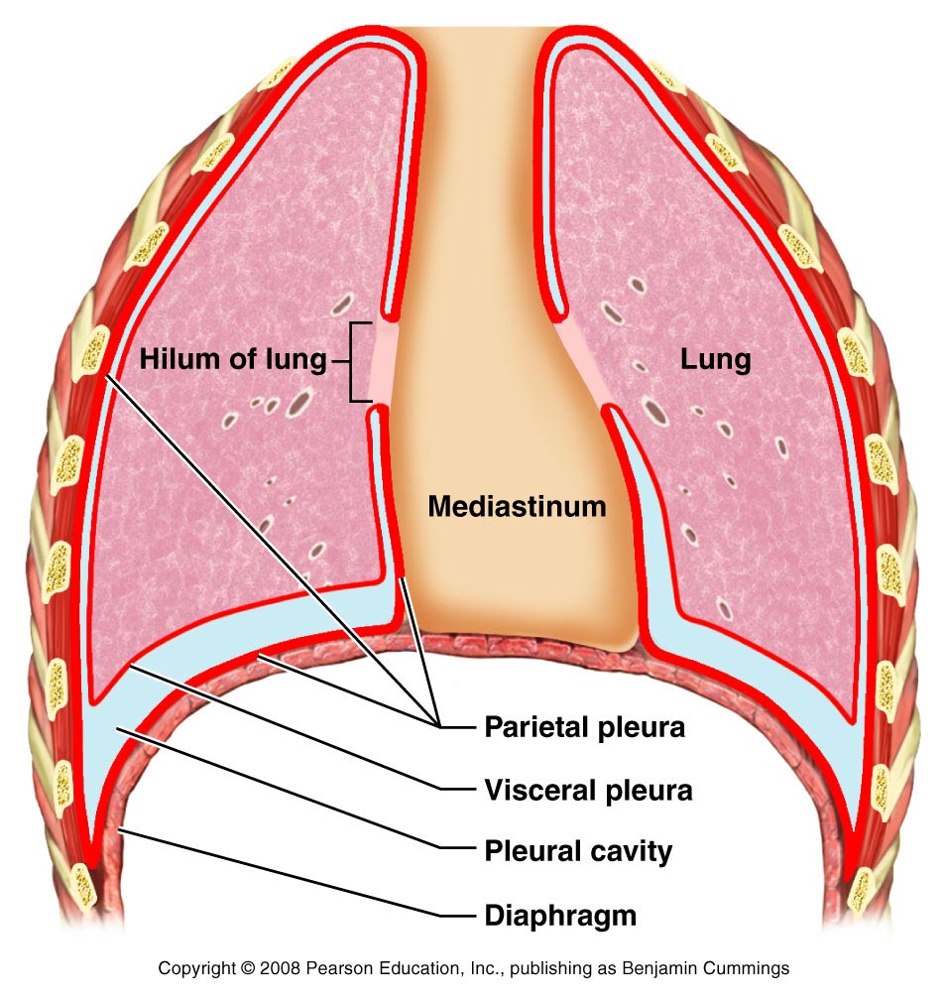 Hilum of lung
Lung
Mediastinum
Parietal pleura
Visceral pleura
Pleural cavity
Diaphragm
Copyright © 2008 Pearson Education, Inc., publishing as Benjamin Cummings